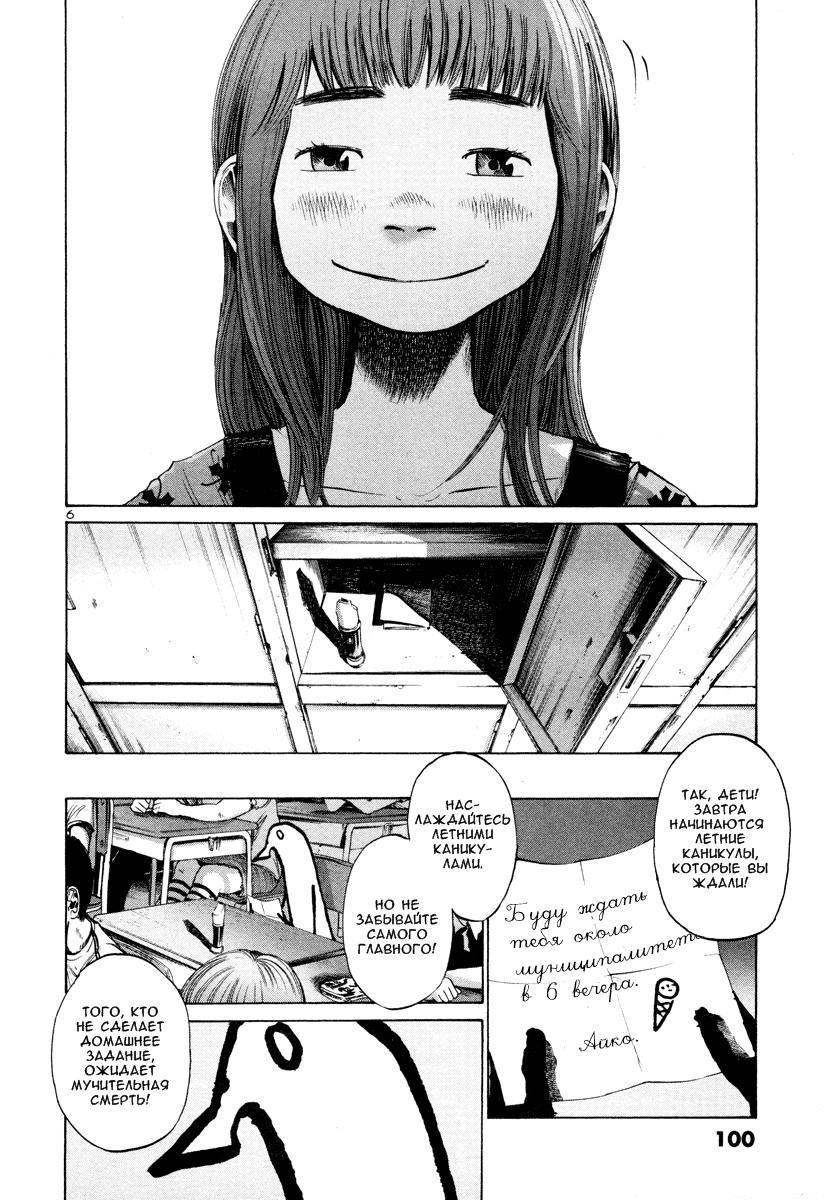 6
ТАК, ДЕТИ!
ЗАВТРА
НАЧИНАЮТСЯ
ЛЕТНИЕ
КАНИКУЛЫ,
КОТОРЫЕ ВЫ
ЖДАЛИ!
Буду ждать
тебя около
муниципалитета
в 6 вечера.
Айко.
НАС-
ЛАЖДАЙТЕСЬ
ЛЕТНИМИ
КАНИКУ-
ЛАМИ.
НО НЕ
ЗАБЫВАЙТЕ
САМОГО
ГЛАВНОГО!
ТОГО, КТО
НЕ СДЕЛАЕТ
ДОМАШНЕЕ
ЗАДАНИЕ,
ОЖИДАЕТ
МУЧИТЕЛЬНАЯ
СМЕРТЬ!
100